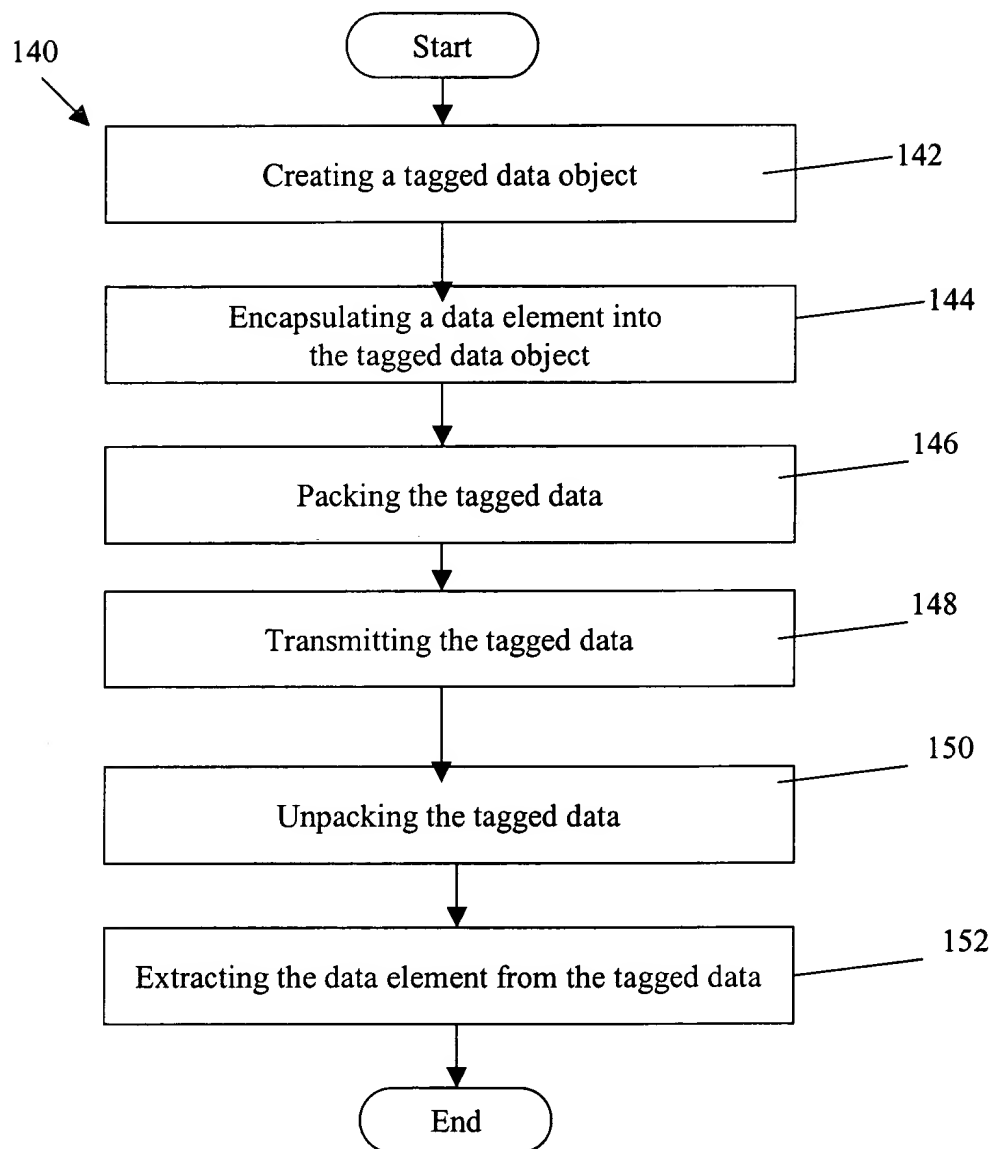 Start
140
Creating a tagged data object
142
Encapsulating a data element into
the tagged data object
144
Packing the tagged data
146
Transmitting the tagged data
148
Unpacking the tagged data
150
Extracting the data element from the tagged data
152
End